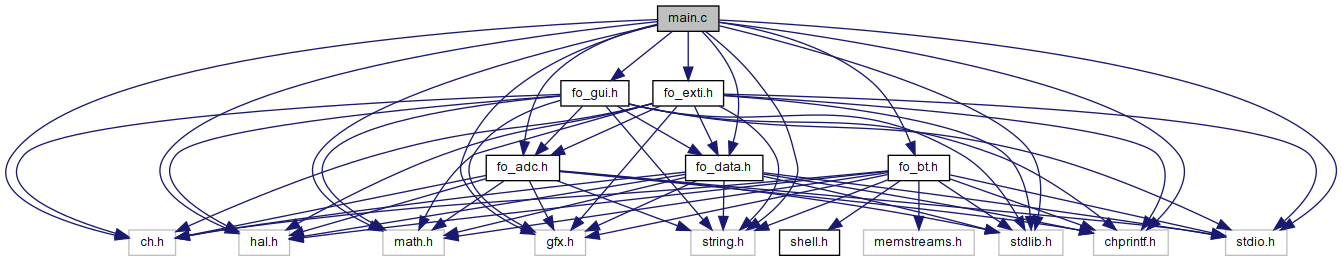 main.c
fo_gui.h
fo_exti.h
fo_adc.h
fo_data.h
fo_bt.h
ch.h
hal.h
math.h
gfx.h
string.h
shell.h
memstreams.h
stdlib.h
chprintf.h
stdio.h